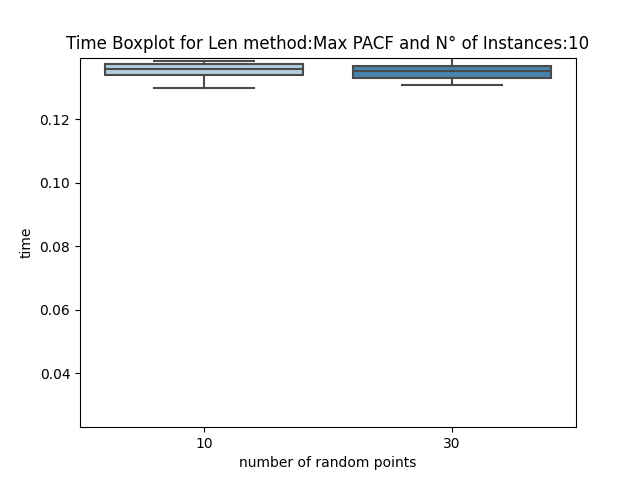 Time Boxplot for Len method:Max PACF and N° of Instances:10
0.12
0.10
0.08
0.06
0.04
time
10 30
number of random points